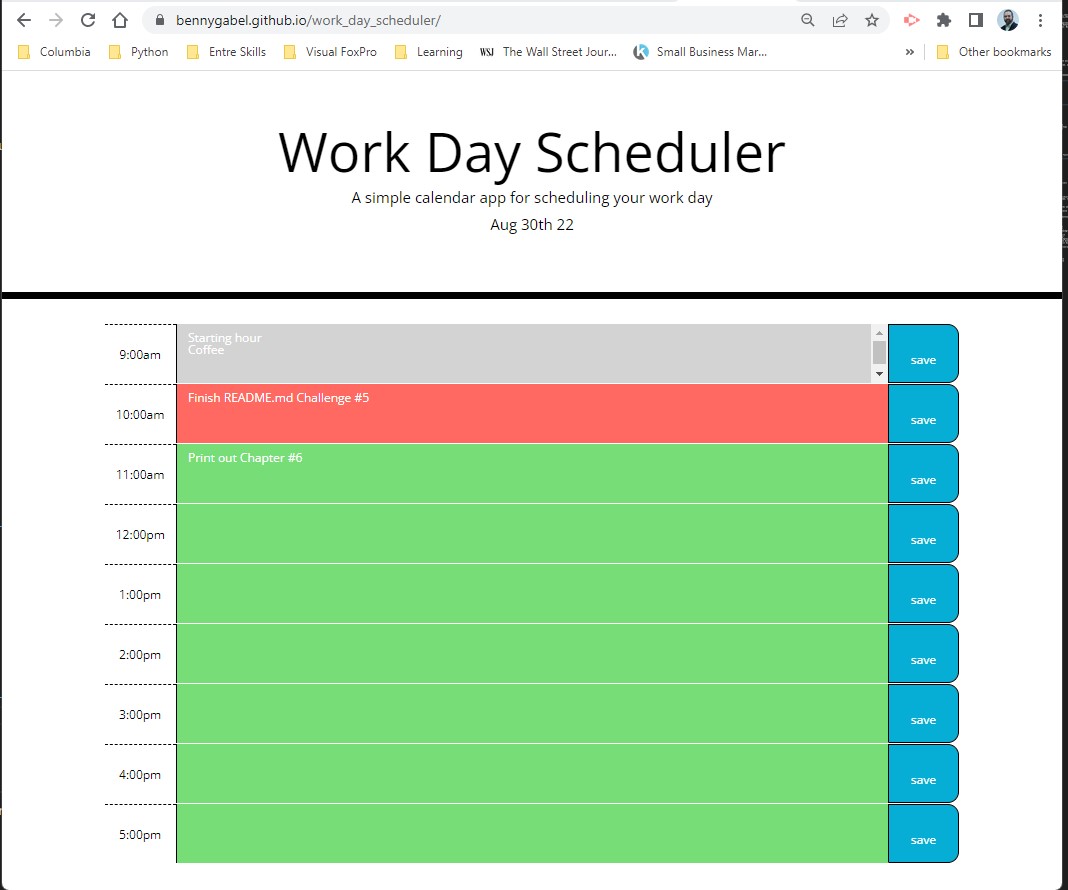 bennygabel.github.io/work_day_scheduler/
Columbia Python Entre Skills Visual FoxPro Learning WSJ The Wall Street Jour... Small Business Mar... » Other bookmarks
Work Day Scheduler
A simple calendar app for scheduling your work day
Aug 30th 22
9:00am Starting hour
Coffee
save
10:00am Finish README.md Challenge #5 save
11:00am Print out Chapter #6 save
12:00pm save
1:00pm save
2:00pm save
3:00pm save
4:00pm save
5:00pm save